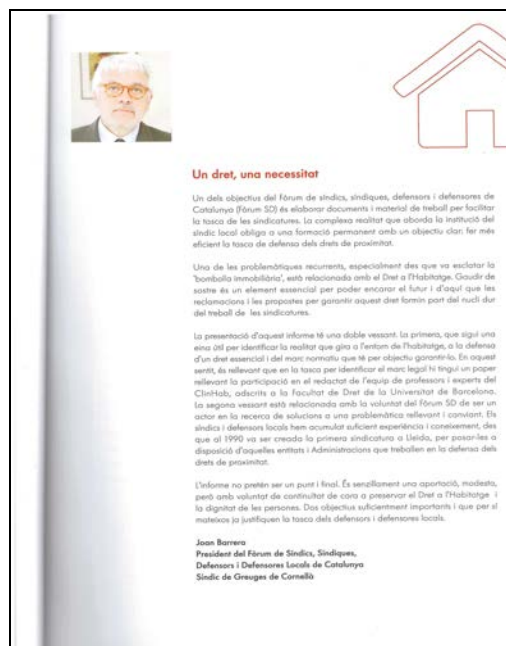 Un dret, una necessitat
Un dels objectius del Fòrum de síndics, síndiques, defensors i defensores de
Catalunya (Fòrum SD) és elaborar documents i material de treball per facilitar
la tasca de les sindicatures. La complexa realitat que aborda la institució del
síndic local obliga a una formació permanent amb un objectiu clar: fer més
eficient la tasca de defensa dels drets de proximitat.
Una de les problemàtiques recurrents, especialment des que va esclatar la
'bombolla immobiliària', està relacionada amb el Dret a l'Habitatge. Gaudir de
sostre és un element essencial per poder encarar el futur i d'aquí que les
reclamacions i les propostes per garantir aquest dret formin part del nucli dur
del treball de les sindicatures.
La presentació d'aquest informe té una doble vessant. La primera, que sigui una
eina útil per identificar la realitat que gira a l'entorn de l'habitatge, a la defensa
d'un dret essencial i del marc normatiu que té per objectiu garantir-lo. En aquest
sentit, és rellevant que en la tasca per identificar el marc legal hi tingui un paper
rellevant la participació en el redactat de l'equip de professors i experts del
ClinHab, adscrits a la Facultat de Dret de la Universitat de Barcelona.
La segona vessant està relacionada amb la voluntat del Fòrum SD de ser un
actor en la recerca de solucions a una problemàtica rellevant i canviant. Els
síndics i defensors locals hem acumulat suficient experiència i coneixement, des
que al 1990 va ser creada la primera sindicatura a Lleida, per posar-les a
disposició d'aquelles entitats i Administracions que treballen en la defensa dels
drets de proximitat.
L'informe no pretén ser un punt i final. És senzillament una aportació, modesta,
però amb voluntat de continuïtat de cara a preservar el Dret a l'Habitatge i
la dignitat de les persones. Dos objectius suficientment importants i que per sí
mateixos ja justifiquen la tasca dels defensors i defensores locals.
Joan Barrera
President del Fòrum de Síndics, Síndiques,
Defensors i Defensores Locals de Catalunya
Síndic de Greuges de Cornellà